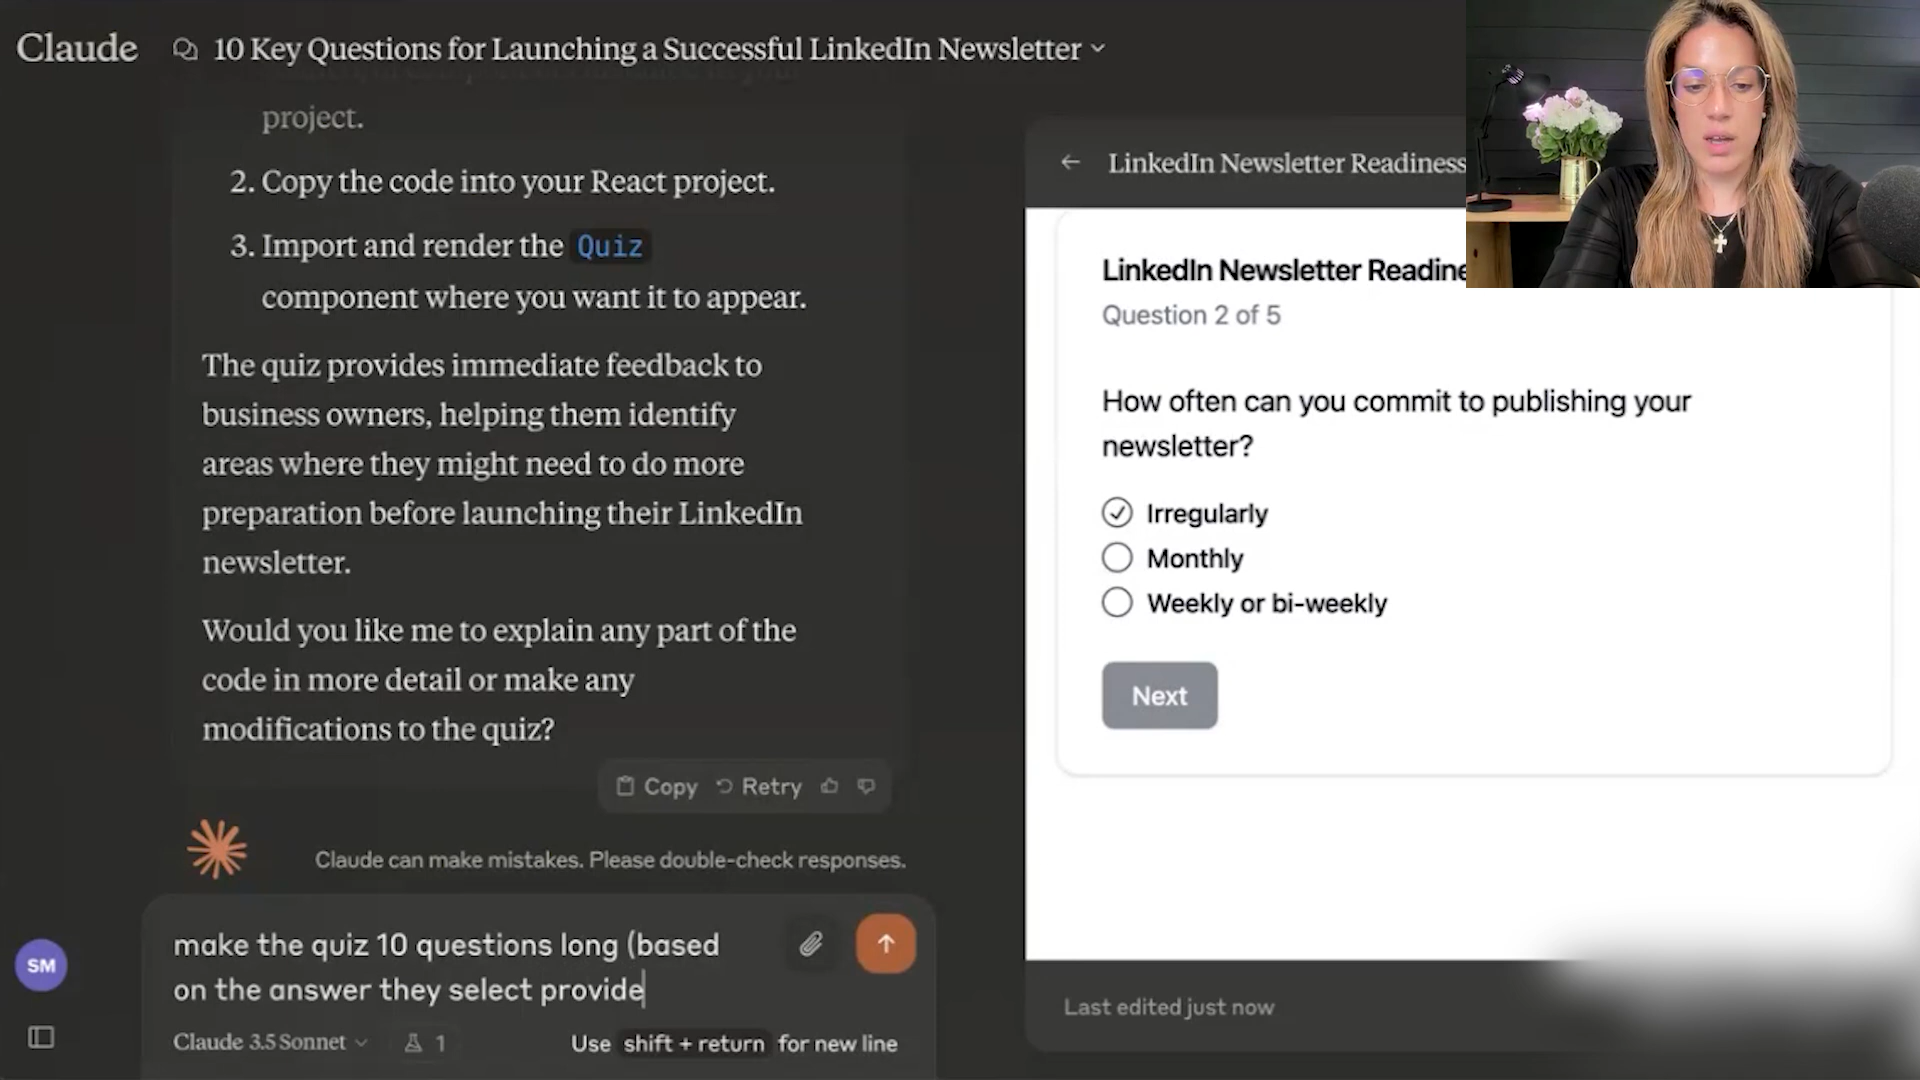 Claude
10 Key Questions for Launching a Successful LinkedIn Newsletter
project.
2. Copy the code into your React project.
3. Import and render the Quiz
component where you want it to appear.
The quiz provides immediate feedback to
business owners, helping them identify
areas where they might need to do more
preparation before launching their LinkedIn
newsletter.
Would you like me to explain any part of the
code in more detail or make any
modifications to the quiz?
Copy Retry
Claude can make mistakes. Please double-check responses.
make the quiz 10 questions long (based
on the answer they select provide
SM
Claude 3.5 Sonnet 1 Use shift + return for new line
LinkedIn Newsletter Readiness
LinkedIn Newsletter Readine
Question 2 of 5
How often can you commit to publishing your
newsletter?
Irregularly
Monthly
Weekly or bi-weekly
Next
Last edited just now